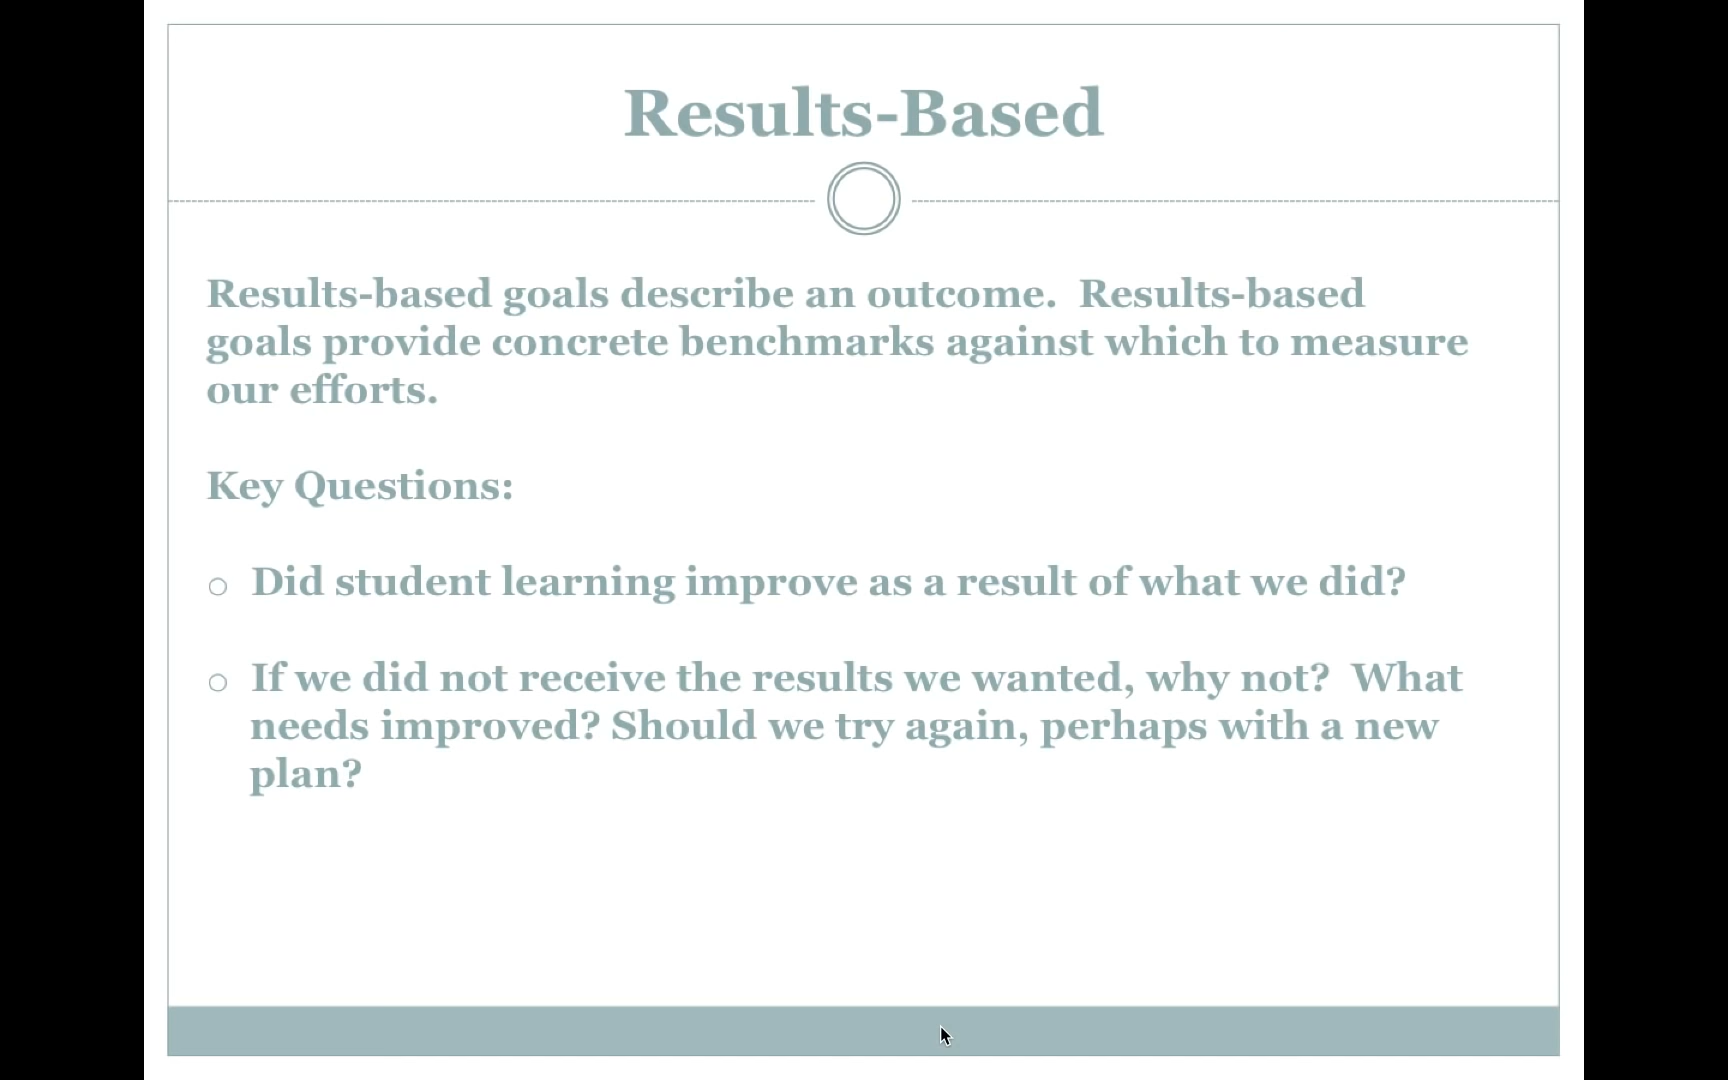 Results-Based
Results-based goals describe an outcome.  Results-based
goals provide concrete benchmarks against which to measure
our efforts.
Key Questions:
Did student learning improve as a result of what we did?
If we did not receive the results we wanted, why not?  What
needs improved? Should we try again, perhaps with a new
plan?